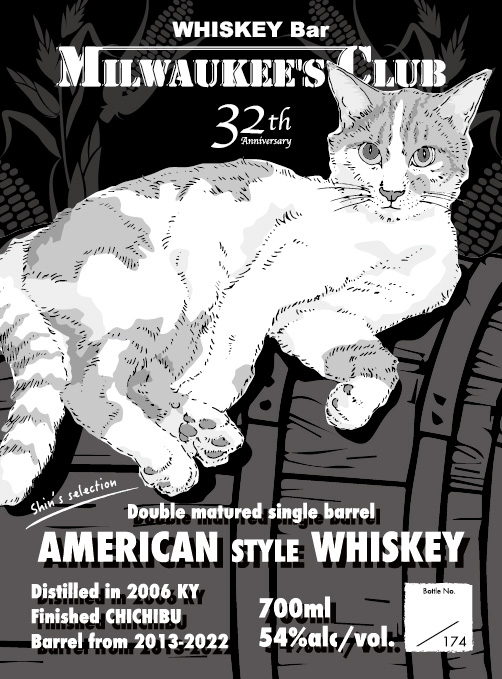 WHISKEY Bar
MILWAUKEE'S CLUB
32th
Anniversary
Shin's selection
Double matured single barrel
AMERICAN STYLE WHISKEY
Distilled in 2006 KY
Finished CHICHIBU
Barrel from 2013-2022
700ml
54%alc/vol.
Bottle No.
/174